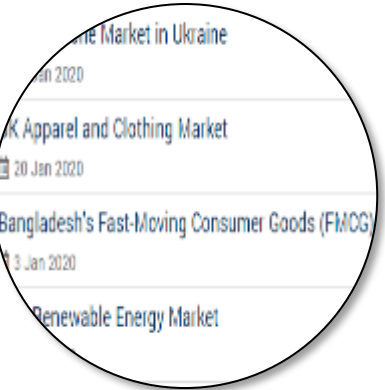 Market in Ukraine
Jan 2020
Apparel and Clothing Market
20 Jan 2020
Bangladesh's Fast-Moving Consumer Goods (FMCG)
3 Jan 2020
Renewable Energy Market